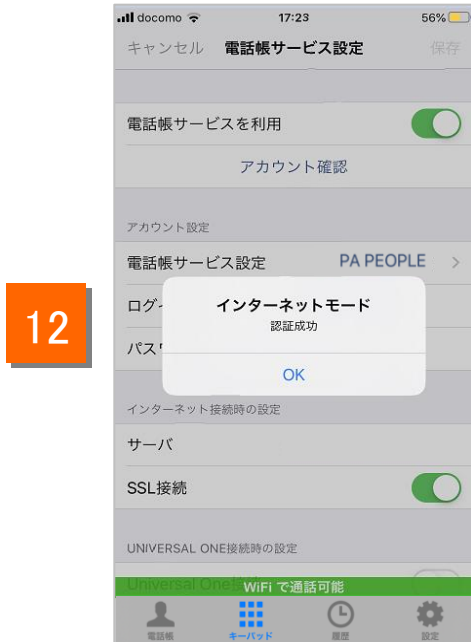 docomo 17:23 56%
キャンセル 電話帳サービス設定 保存
電話帳サービスを利用
アカウント確認
アカウント設定
電話帳サービス設定 PA PEOPLE
ログイ
インターネットモード
認証成功
パスワ
OK
インターネット接続時の設定
サーバ
SSL接続
UNIVERSAL ONE接続時の設定
Universal One
WiFi で通話可能
電話帳 キーパッド 履歴 設定
12